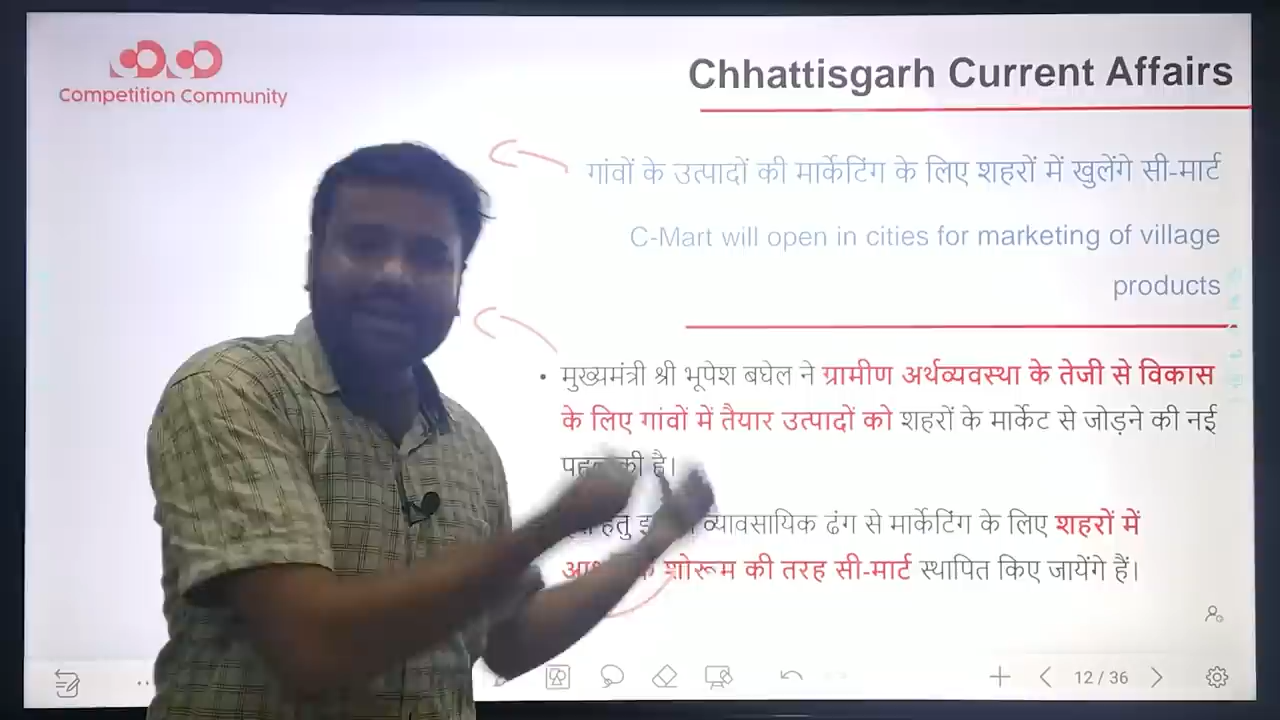 Competition Community
Chhattisgarh Current Affairs
गांवों के उत्पादों की मार्केटिंग के लिए शहरों में खुलेंगे सी-मार्ट
C-Mart will open in cities for marketing of village
products
• मुख्यमंत्री श्री भूपेश बघेल ने ग्रामीण अर्थव्यवस्था के तेजी से विकास
के लिए गांवों में तैयार उत्पादों को शहरों के मार्केट से जोड़ने की नई
की है।
हेतु व्यावसायिक ढंग से मार्केटिंग के लिए शहरों में
शोरूम की तरह सी-मार्ट स्थापित किए जायेंगे हैं।
12 / 36